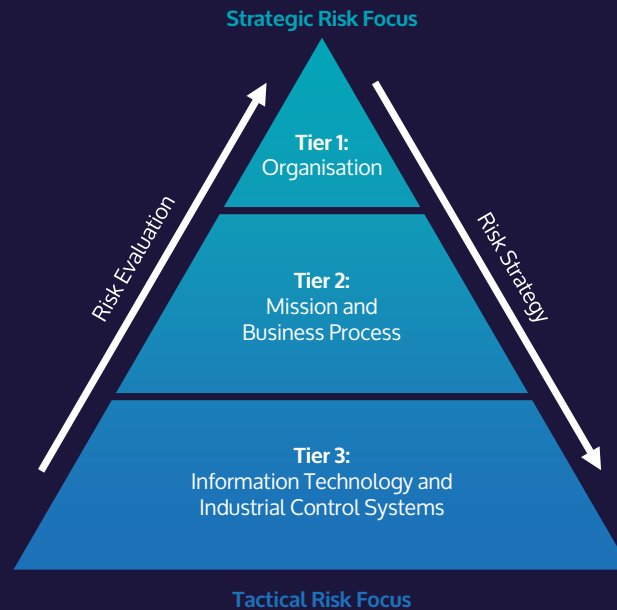 Strategic Risk Focus
Tier 1:
Organisation
Risk Evaluation
Risk Strategy
Tier 2:
Mission and
Business Process
Tier 3:
Information Technology and
Industrial Control Systems
Tactical Risk Focus